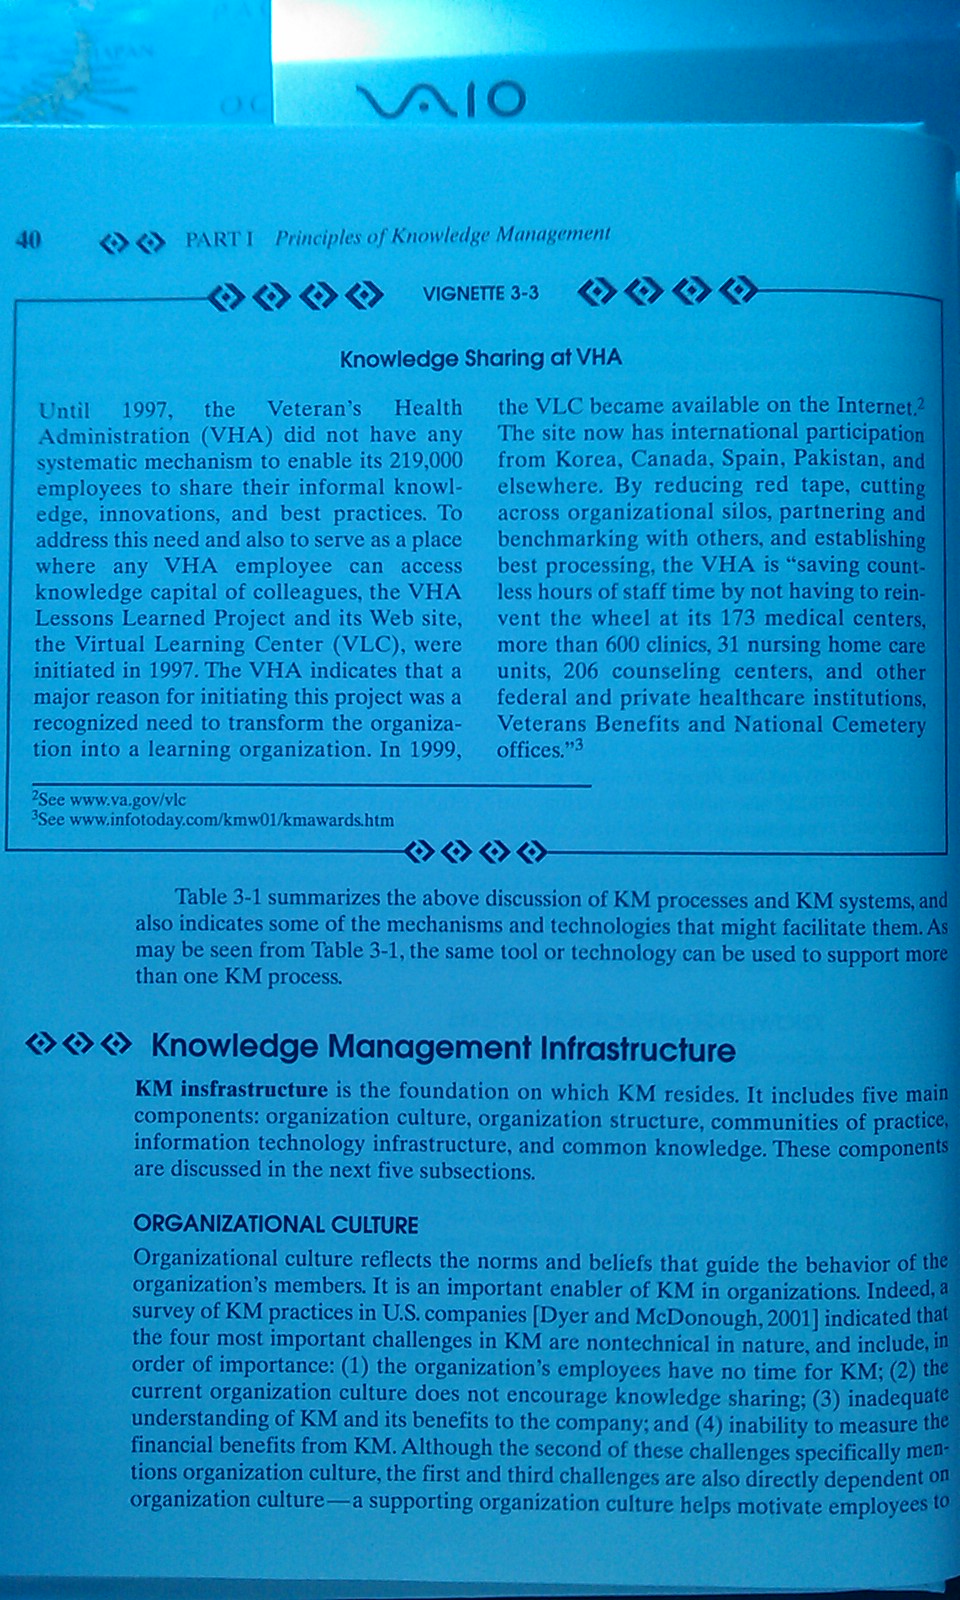 JAPAN
VAIO
40 PART I Principles of Knowledge Management
VIGNETTE 3-3
Knowledge Sharing at VHA
Until 1997, the Veteran's Health
Administration (VHA) did not have any
systematic mechanism to enable its 219,000
employees to share their informal knowl-
edge, innovations, and best practices. To
address this need and also to serve as a place
where any VHA employee can access
knowledge capital of colleagues, the VHA
Lessons Learned Project and its Web site,
the Virtual Learning Center (VLC), were
initiated in 1997. The VHA indicates that a
major reason for initiating this project was a
recognized need to transform the organiza-
tion into a learning organization. In 1999,
the VLC became available on the Internet.2
The site now has international participation
from Korea, Canada, Spain, Pakistan, and
elsewhere. By reducing red tape, cutting
across organizational silos, partnering and
benchmarking with others, and establishing
best processing, the VHA is "saving count-
less hours of staff time by not having to rein-
vent the wheel at its 173 medical centers,
more than 600 clinics, 31 nursing home care
units, 206 counseling centers, and other
federal and private healthcare institutions,
Veterans Benefits and National Cemetery
offices."3
2See www.va.gov/vlc
3See www.infotoday.com/kmw01/kmawards.htm
Table 3-1 summarizes the above discussion of KM processes and KM systems, and
also indicates some of the mechanisms and technologies that might facilitate them. As
may be seen from Table 3-1, the same tool or technology can be used to support more
than one KM process.
Knowledge Management Infrastructure
KM insfrastructure is the foundation on which KM resides. It includes five main
components: organization culture, organization structure, communities of practice,
information technology infrastructure, and common knowledge. These components
are discussed in the next five subsections.
ORGANIZATIONAL CULTURE
Organizational culture reflects the norms and beliefs that guide the behavior of the
organization's members. It is an important enabler of KM in organizations. Indeed, a
survey of KM practices in U.S. companies [Dyer and McDonough, 2001] indicated that
the four most important challenges in KM are nontechnical in nature, and include, in
order of importance: (1) the organization's employees have no time for KM; (2) the
current organization culture does not encourage knowledge sharing; (3) inadequate
understanding of KM and its benefits to the company; and (4) inability to measure the
financial benefits from KM. Although the second of these challenges specifically men-
tions organization culture, the first and third challenges are also directly dependent on
organization culture—a supporting organization culture helps motivate employees to